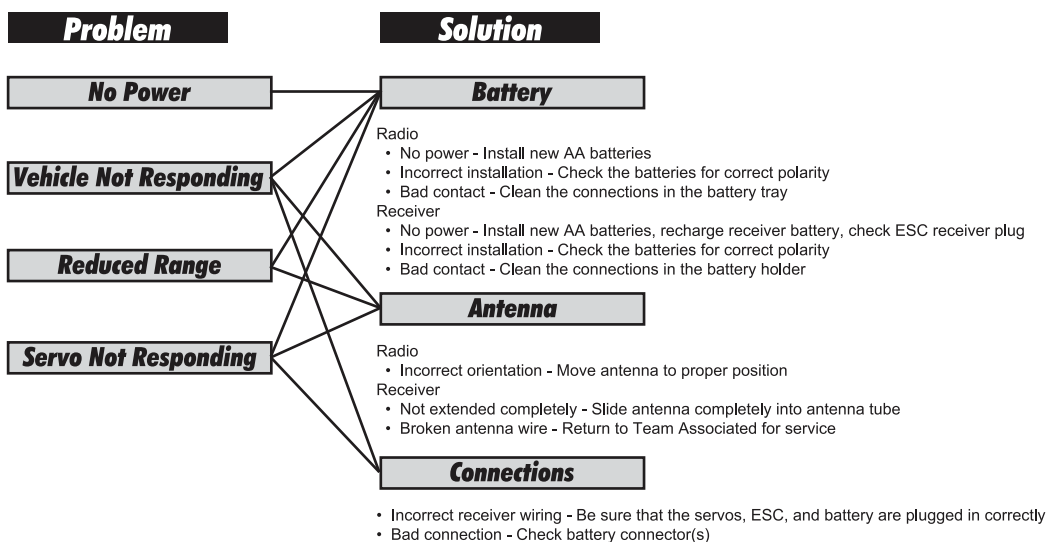 Problem
Solution
No Power
Battery
Radio
• No power - Install new AA batteries
• Incorrect installation - Check the batteries for correct polarity
• Bad contact - Clean the connections in the battery tray
Receiver
• No power - Install new AA batteries, recharge receiver battery, check ESC receiver plug
• Incorrect installation - Check the batteries for correct polarity
• Bad contact - Clean the connections in the battery holder
Vehicle Not Responding
Reduced Range
Antenna
Servo Not Responding
Radio
• Incorrect orientation - Move antenna to proper position
Receiver
• Not extended completely - Slide antenna completely into antenna tube
• Broken antenna wire - Return to Team Associated for service
Connections
• Incorrect receiver wiring - Be sure that the servos, ESC, and battery are plugged in correctly
• Bad connection - Check battery connector(s)